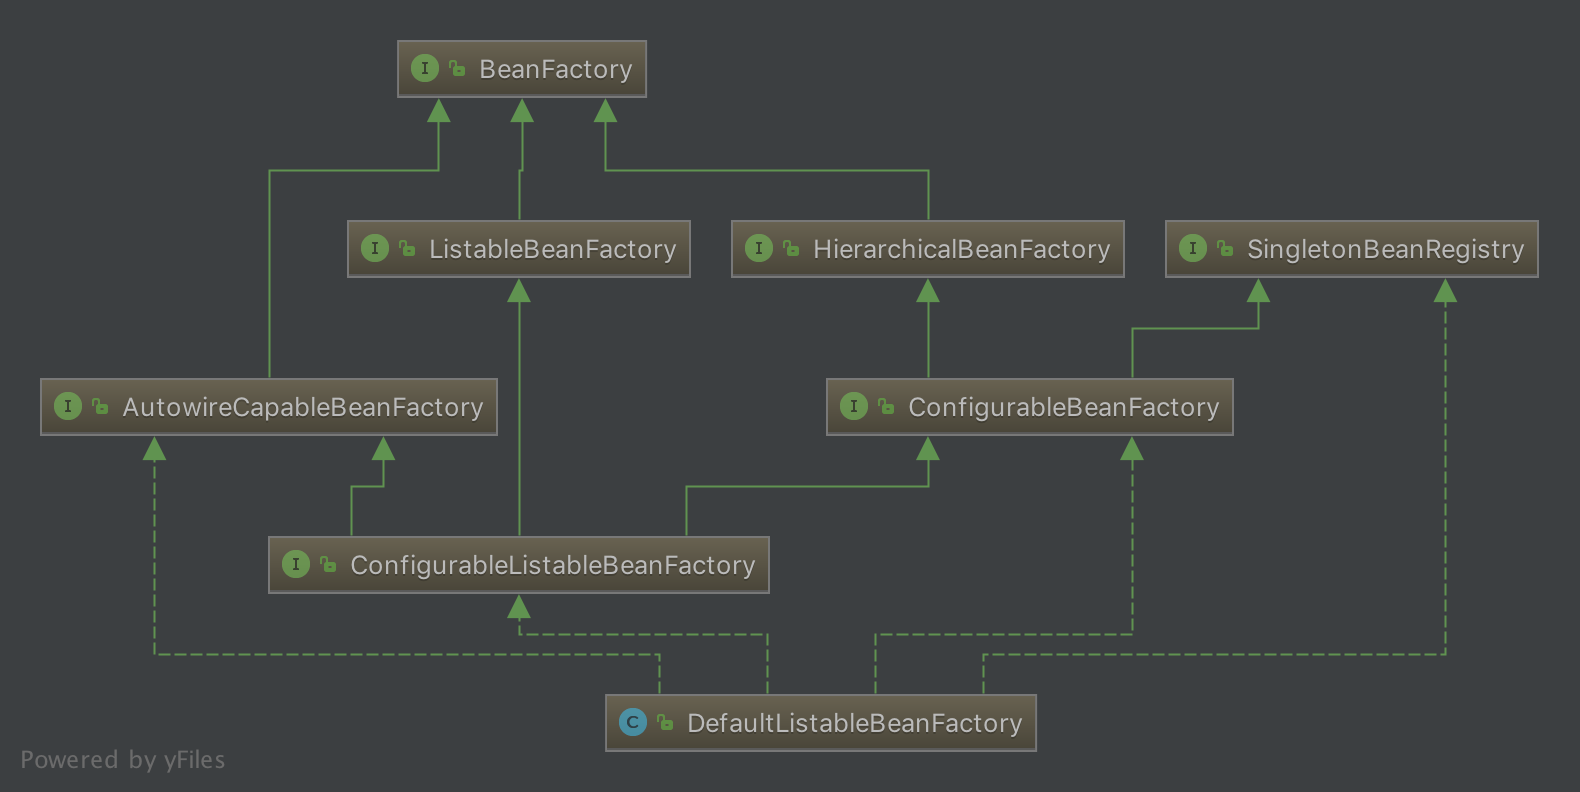 I BeanFactory
I ListableBeanFactory
I HierarchicalBeanFactory
I SingletonBeanRegistry
I AutowireCapableBeanFactory
I ConfigurableBeanFactory
I ConfigurableListableBeanFactory
C DefaultListableBeanFactory
Powered by yFiles